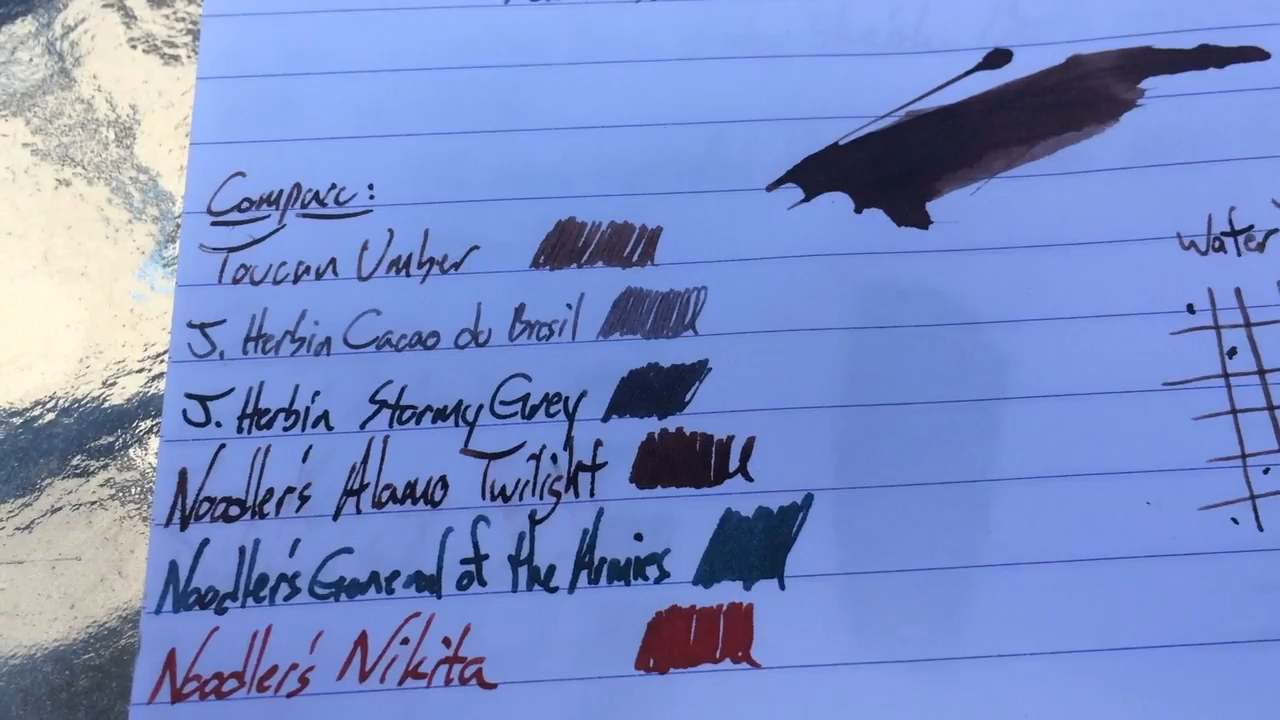 Compare:
Toucan Umber
J. Herbin Cacao du Bresil
J. Herbin Stormy Grey
Noodler's Alamo Twilight
Noodler's General of the Armies
Noodler's Nikita
Water